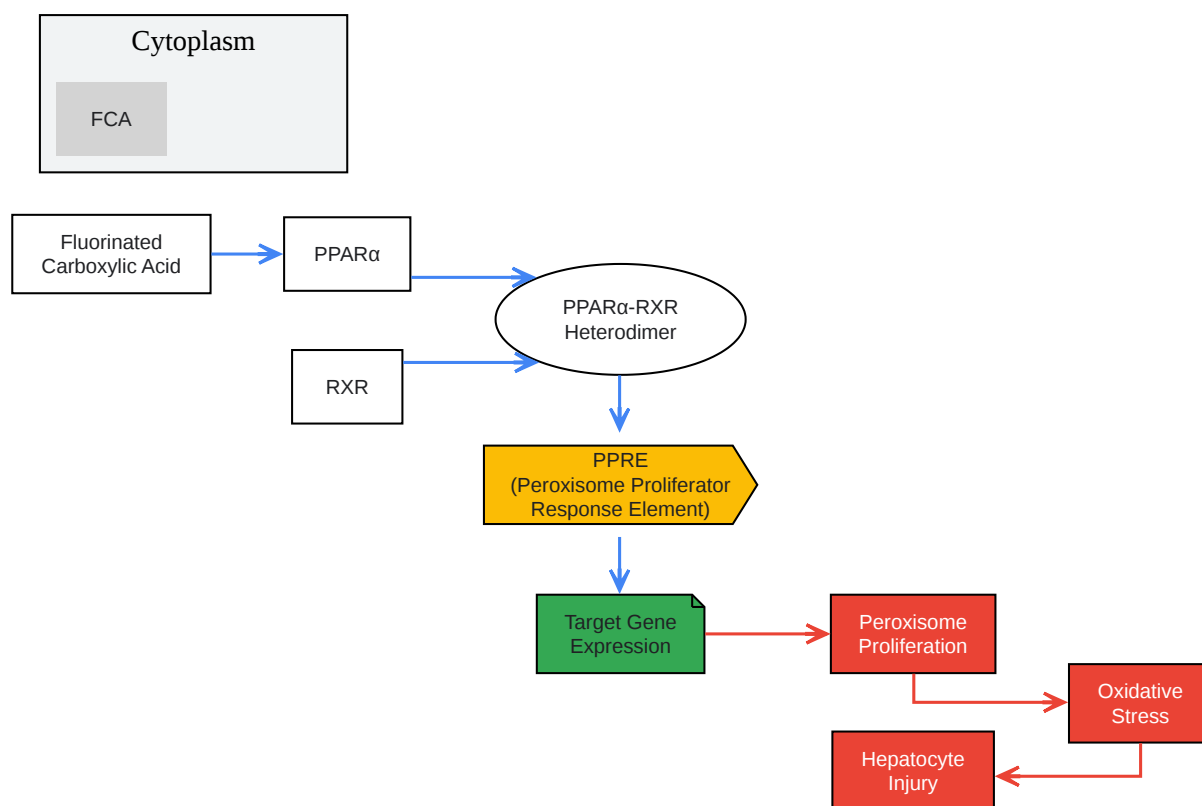 Cytoplasm
FCA
Fluorinated
Carboxylic Acid
PPARα
PPARα-RXR
Heterodimer
RXR
PPRE
(Peroxisome Proliferator
Response Element)
Target Gene
Expression
Peroxisome
Proliferation
Oxidative
Stress
Hepatocyte
Injury